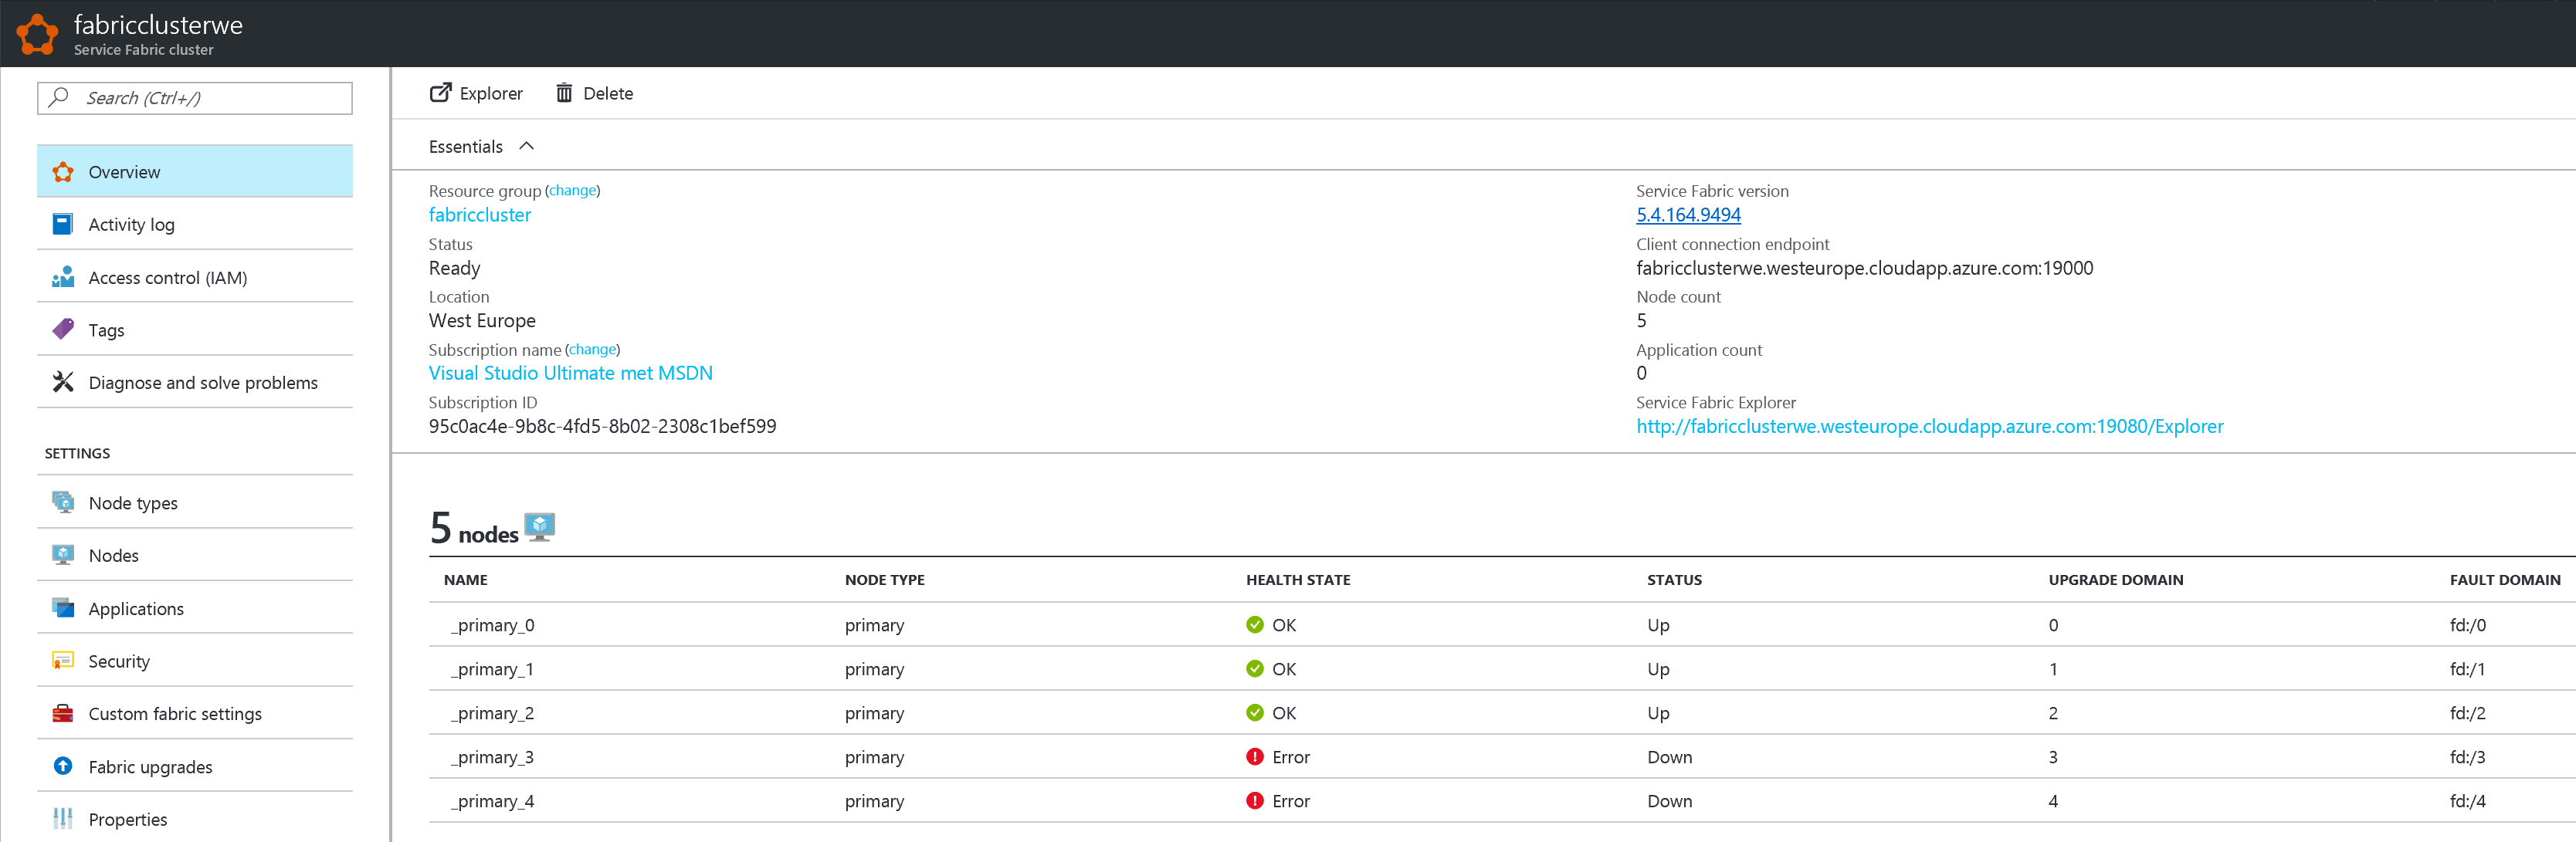 fabricclusterwe
Service Fabric cluster
Search (Ctrl+/)
Overview
Activity log
Access control (IAM)
Tags
Diagnose and solve problems
SETTINGS
Node types
Nodes
Applications
Security
Custom fabric settings
Fabric upgrades
Properties
Explorer Delete
Essentials
Resource group (change)
fabriccluster
Status
Ready
Location
West Europe
Subscription name (change)
Visual Studio Ultimate met MSDN
Subscription ID
95c0ac4e-9b8c-4fd5-8b02-2308c1bef599
Service Fabric version
5.4.164.9494
Client connection endpoint
fabricclusterwe.westeurope.cloudapp.azure.com:19000
Node count
5
Application count
0
Service Fabric Explorer
http://fabricclusterwe.westeurope.cloudapp.azure.com:19080/Explorer
5 nodes
NAME NODE TYPE HEALTH STATE STATUS UPGRADE DOMAIN FAULT DOMAIN
_primary_0 primary OK Up 0 fd:/0
_primary_1 primary OK Up 1 fd:/1
_primary_2 primary OK Up 2 fd:/2
_primary_3 primary Error Down 3 fd:/3
_primary_4 primary Error Down 4 fd:/4